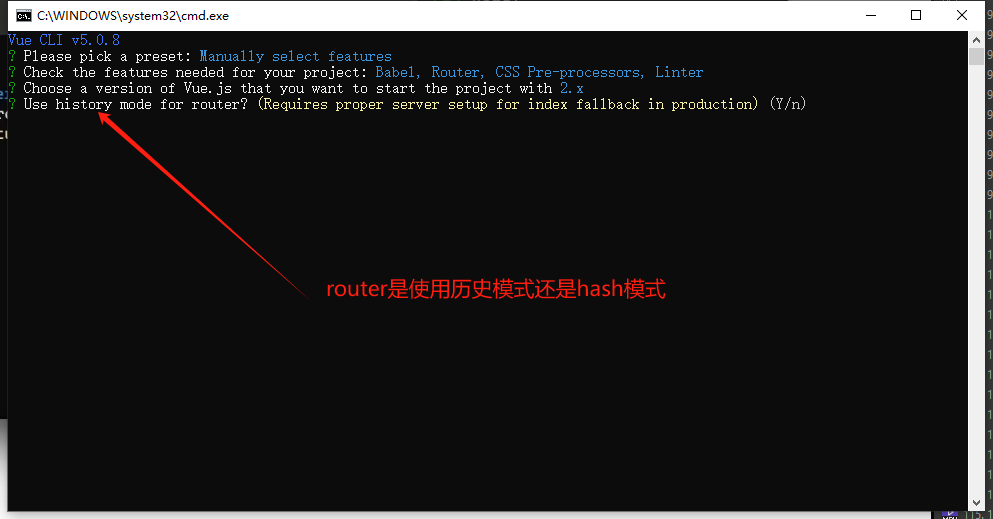 C:\WINDOWS\system32\cmd.exe
Vue CLI v5.0.8
? Please pick a preset: Manually select features
? Check the features needed for your project: Babel, Router, CSS Pre-processors, Linter
? Choose a version of Vue.js that you want to start the project with 2.x
? Use history mode for router? (Requires proper server setup for index fallback in production) (Y/n)
router是使用历史模式还是hash模式